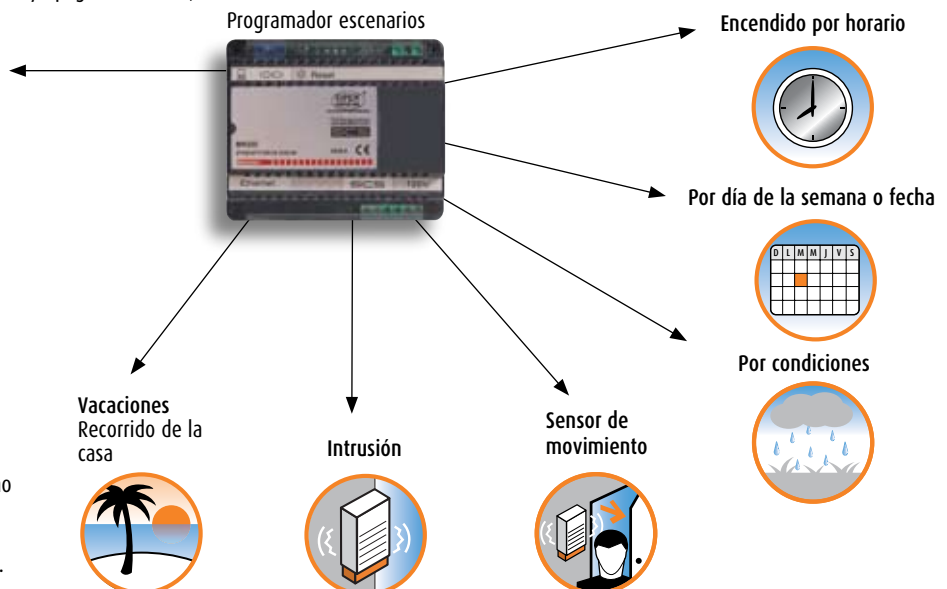 Programador escenarios
Encendido por horario
Reset
Ethernet
SCS
Por día de la semana o fecha
D L M M J V S
Por condiciones
Vacaciones
Recorrido de la
casa
Intrusión
Sensor de
movimiento